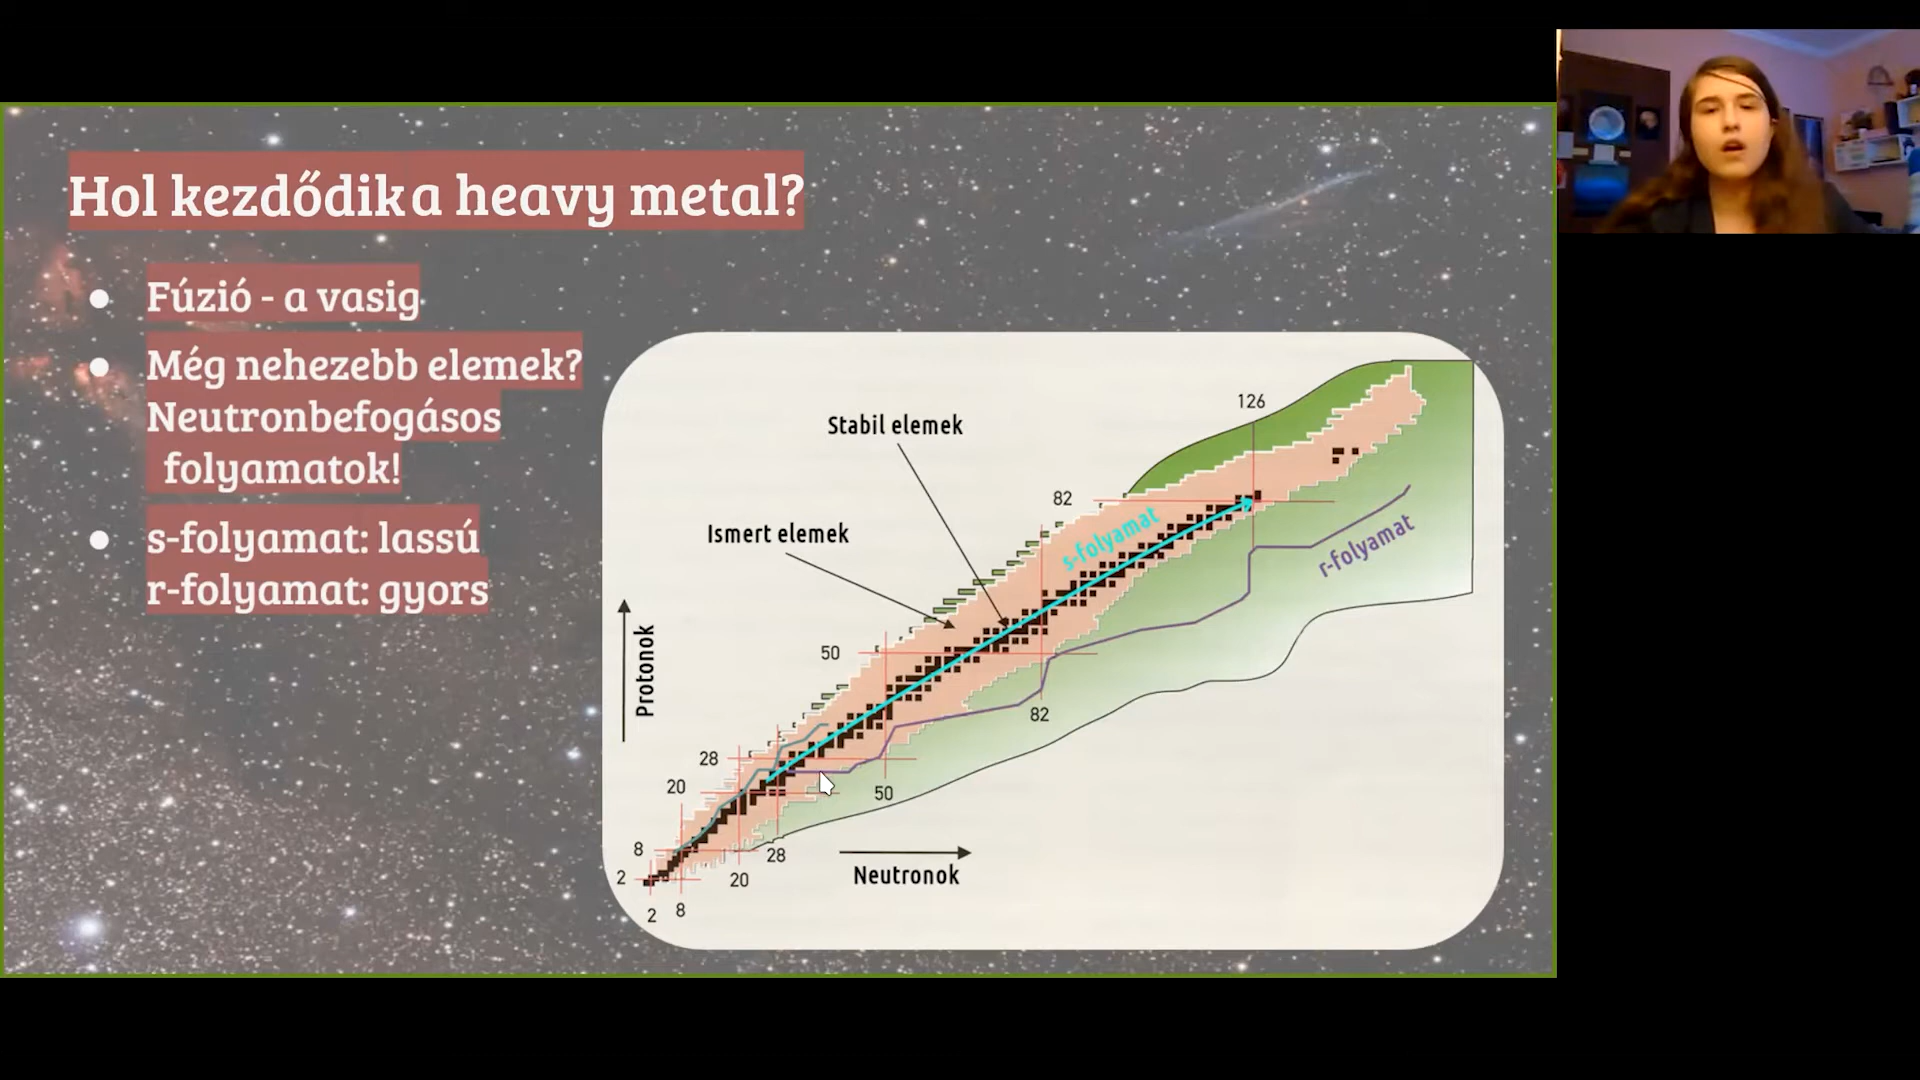 Hol kezdődik a heavy metal?
Fúzió - a vasig
Még nehezebb elemek?
Neutronbefogásos
folyamatok!
s-folyamat: lassú
r-folyamat: gyors
126
Stabil elemek
82
s-folyamat
r-folyamat
Ismert elemek
Protonok
50
82
28
20
50
8
28
2
20
Neutronok
2
8